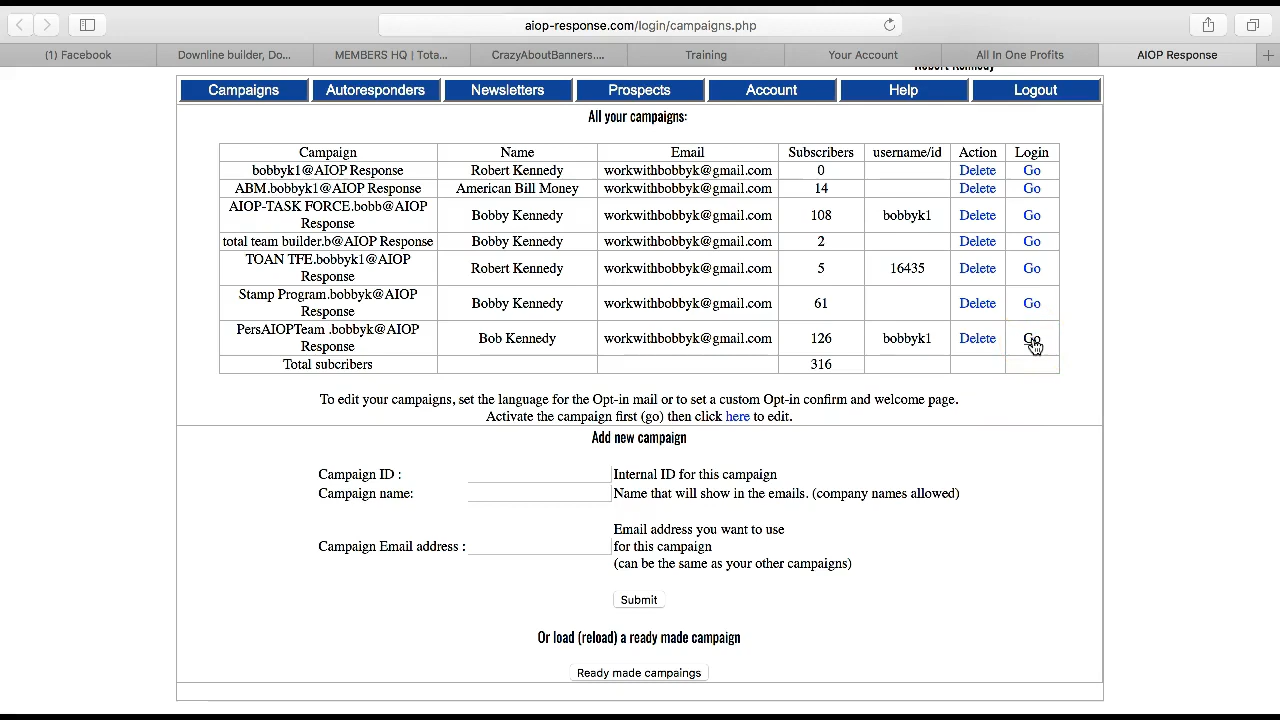 aiop-response.com/login/campaigns.php
(1) Facebook
Downline builder, Do...
MEMBERS HQ | Tota...
CrazyAboutBanners....
Training
Your Account
All In One Profits
AIOP Response
Robert Kennedy
Campaigns
Autoresponders
Newsletters
Prospects
Account
Help
Logout
All your campaigns:
Campaign Name Email Subscribers username/id Action Login
bobbyk1@AIOP Response Robert Kennedy workwithbobbyk@gmail.com 0 Delete Go
ABM.bobbyk1@AIOP Response American Bill Money workwithbobbyk@gmail.com 14 Delete Go
AIOP-TASK FORCE.bobb@AIOP
Response Bobby Kennedy workwithbobbyk@gmail.com 108 bobbyk1 Delete Go
total team builder.b@AIOP Response Bobby Kennedy workwithbobbyk@gmail.com 2 Delete Go
TOAN TFE.bobbyk1@AIOP
Response Robert Kennedy workwithbobbyk@gmail.com 5 16435 Delete Go
Stamp Program.bobbyk@AIOP
Response Bobby Kennedy workwithbobbyk@gmail.com 61 Delete Go
PersAIOPTeam .bobbyk@AIOP
Response Bob Kennedy workwithbobbyk@gmail.com 126 bobbyk1 Delete Go
Total subcribers 316
To edit your campaigns, set the language for the Opt-in mail or to set a custom Opt-in confirm and welcome page.
Activate the campaign first (go) then click here to edit.
Add new campaign
Campaign ID : Internal ID for this campaign
Campaign name: Name that will show in the emails. (company names allowed)
Email address you want to use
Campaign Email address : for this campaign
(can be the same as your other campaigns)
Submit
Or load (reload) a ready made campaign
Ready made campaings